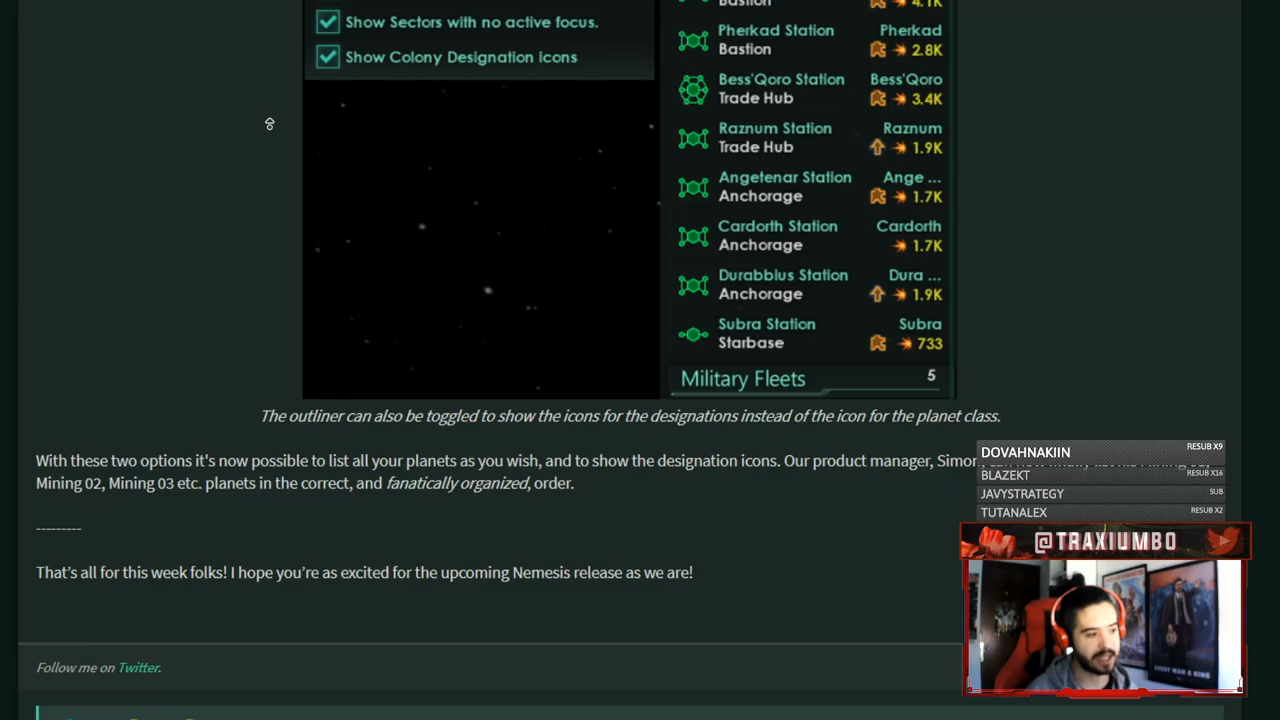 Show Sectors with no active focus.
Show Colony Designation icons
Bastion 4.1K
Pherkad Station Pherkad
Bastion 2.8K
Bess'Qoro Station Bess'Qoro
Trade Hub 3.4K
Raznum Station Raznum
Trade Hub 1.9K
Angetenar Station Ange ...
Anchorage 1.7K
Cardorth Station Cardorth
Anchorage 1.7K
Durabbius Station Dura ...
Anchorage 1.9K
Subra Station Subra
Starbase 733
Military Fleets 5
The outliner can also be toggled to show the icons for the designations instead of the icon for the planet class.
With these two options it's now possible to list all your planets as you wish, and to show the designation icons. Our product manager, Simon,
Mining 02, Mining 03 etc. planets in the correct, and fanatically organized, order.
---------
That's all for this week folks! I hope you're as excited for the upcoming Nemesis release as we are!
Follow me on Twitter.
DOVAHNAKIIN RESUB X9
BLAZEKT RESUB X16
JAVYSTRATEGY SUB
TUTANALEX RESUB X2
@TRAXIUMBO